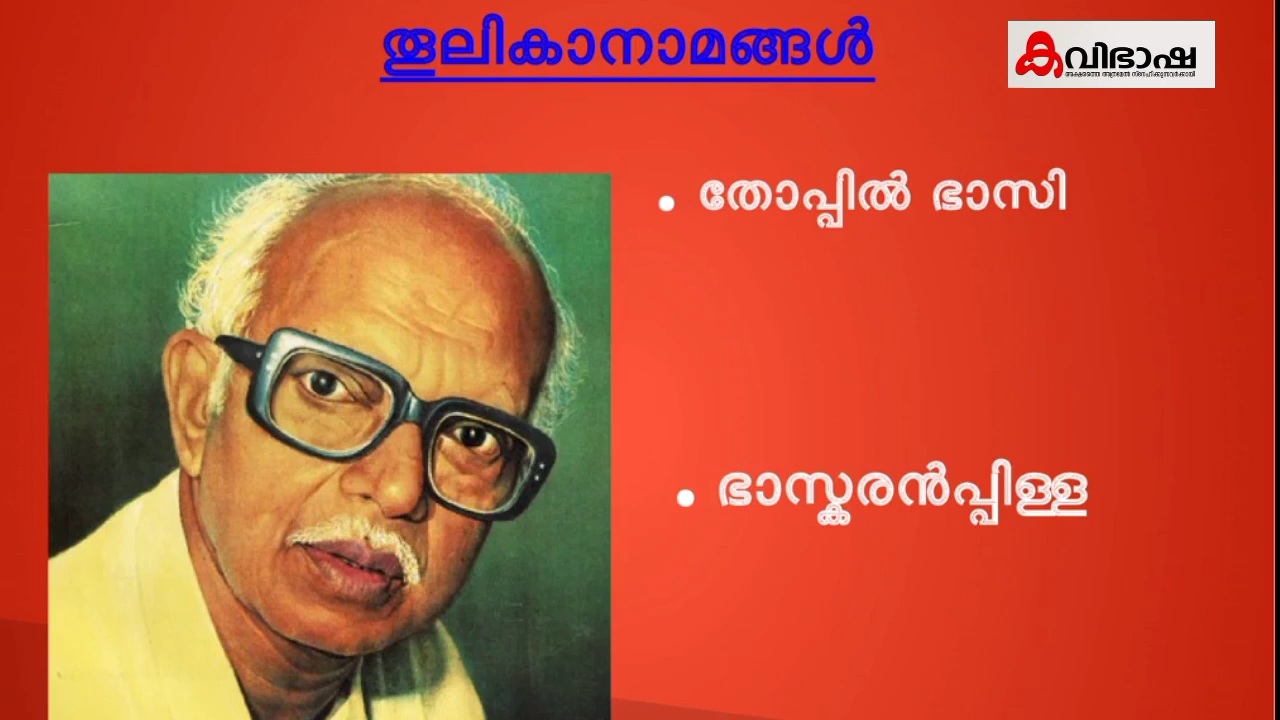 തൂലികാനാമങ്ങൾ
കവിഭാഷ
• തോപ്പിൽ ഭാസി
• ഭാസ്കരൻപ്പിള്ള